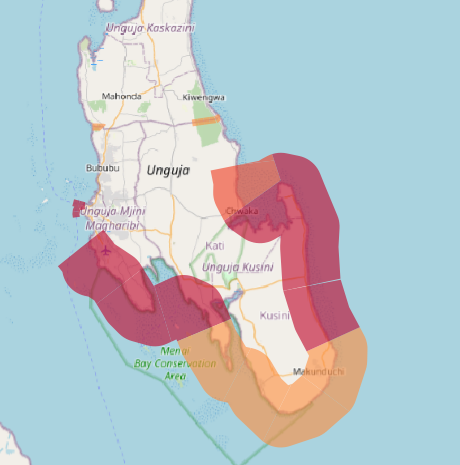 Unguja Kaskazini
Mahonda
Kiwengwa
Bububu
Unguja
Unguja Mjini
Magharibi
Chwaka
Kati
Unguja Kusini
Kusini
Menai
Bay Conservation
Area
Makunduchi